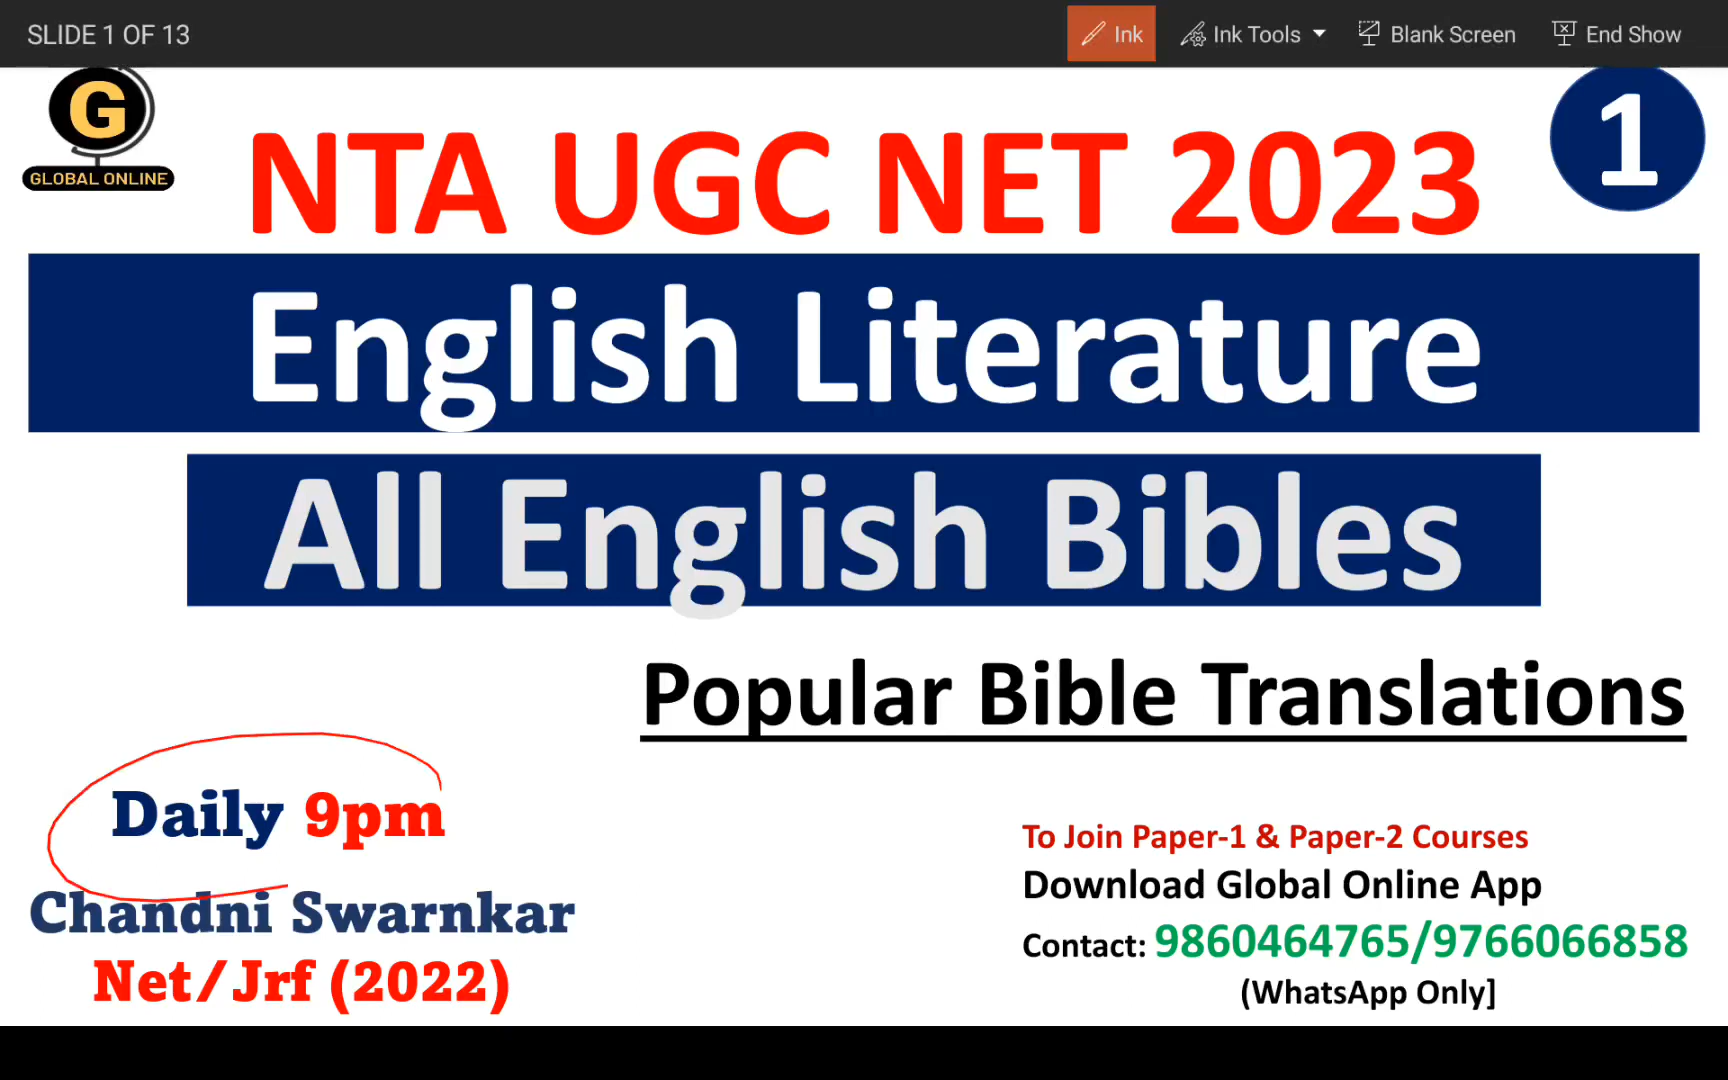 SLIDE 1 OF 13
Ink
Ink Tools
Blank Screen
End Show
G
GLOBAL ONLINE
NTA UGC NET 2023
1
English Literature
All English Bibles
Popular Bible Translations
Daily 9pm
Chandni Swarnkar
Net/Jrf (2022)
To Join Paper-1 & Paper-2 Courses
Download Global Online App
Contact: 9860464765/9766066858
(WhatsApp Only]